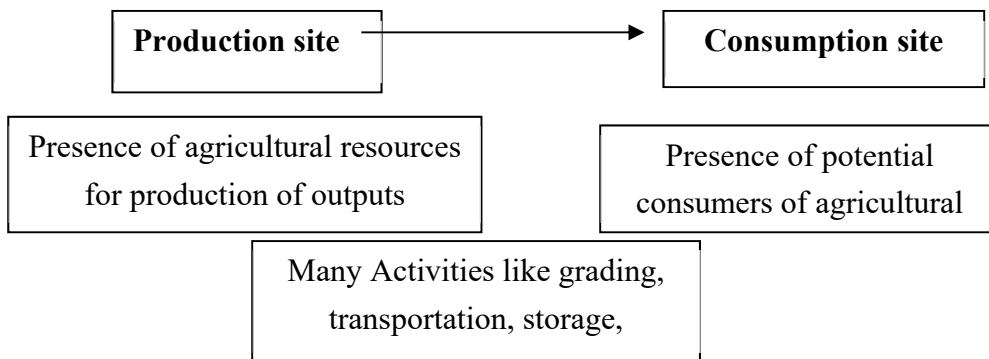 Production site
Consumption site
Presence of agricultural resources
for production of outputs
Presence of potential
consumers of agricultural
Many Activities like grading,
transportation, storage,